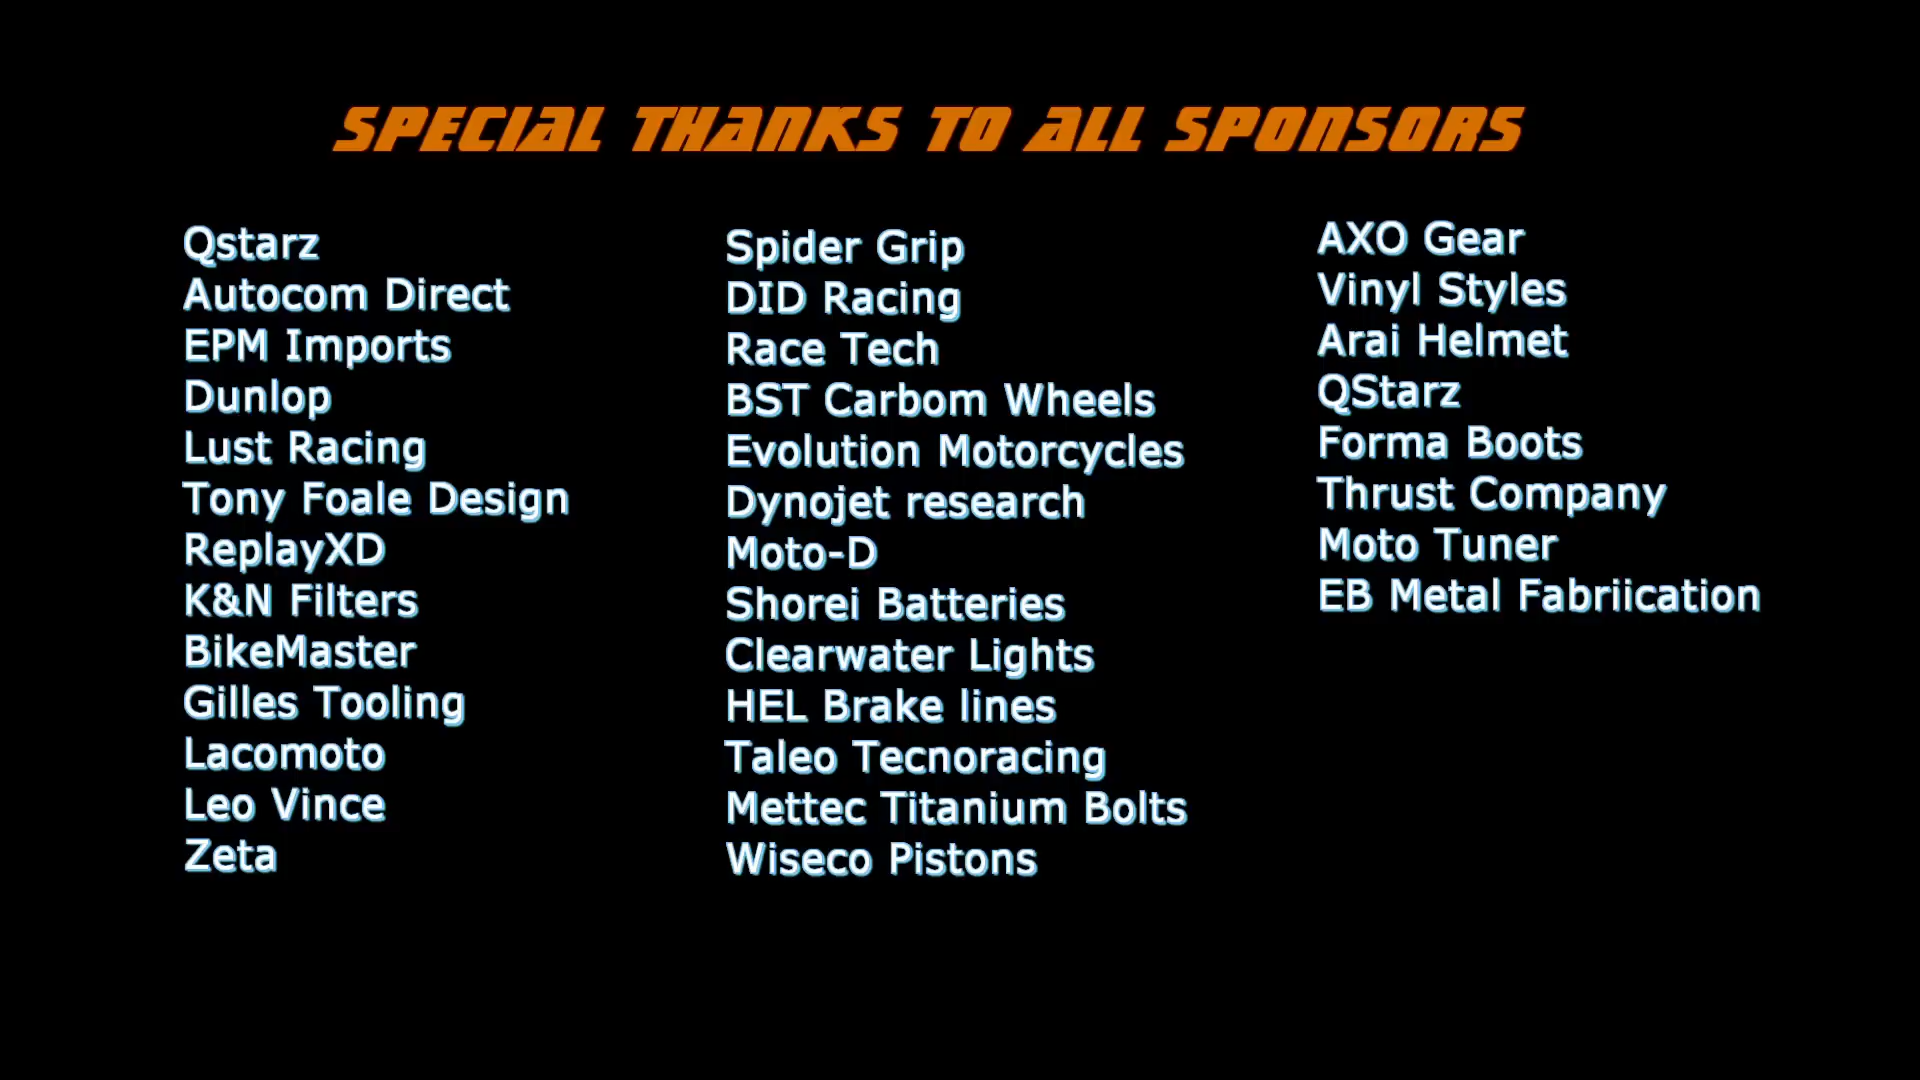 SPECIAL THANKS TO ALL SPONSORS
Qstarz
Autocom Direct
EPM Imports
Dunlop
Lust Racing
Tony Foale Design
ReplayXD
K&N Filters
BikeMaster
Gilles Tooling
Lacomoto
Leo Vince
Zeta
Spider Grip
DID Racing
Race Tech
BST Carbom Wheels
Evolution Motorcycles
Dynojet research
Moto-D
Shorei Batteries
Clearwater Lights
HEL Brake lines
Taleo Tecnoracing
Mettec Titanium Bolts
Wiseco Pistons
AXO Gear
Vinyl Styles
Arai Helmet
QStarz
Forma Boots
Thrust Company
Moto Tuner
EB Metal Fabriication